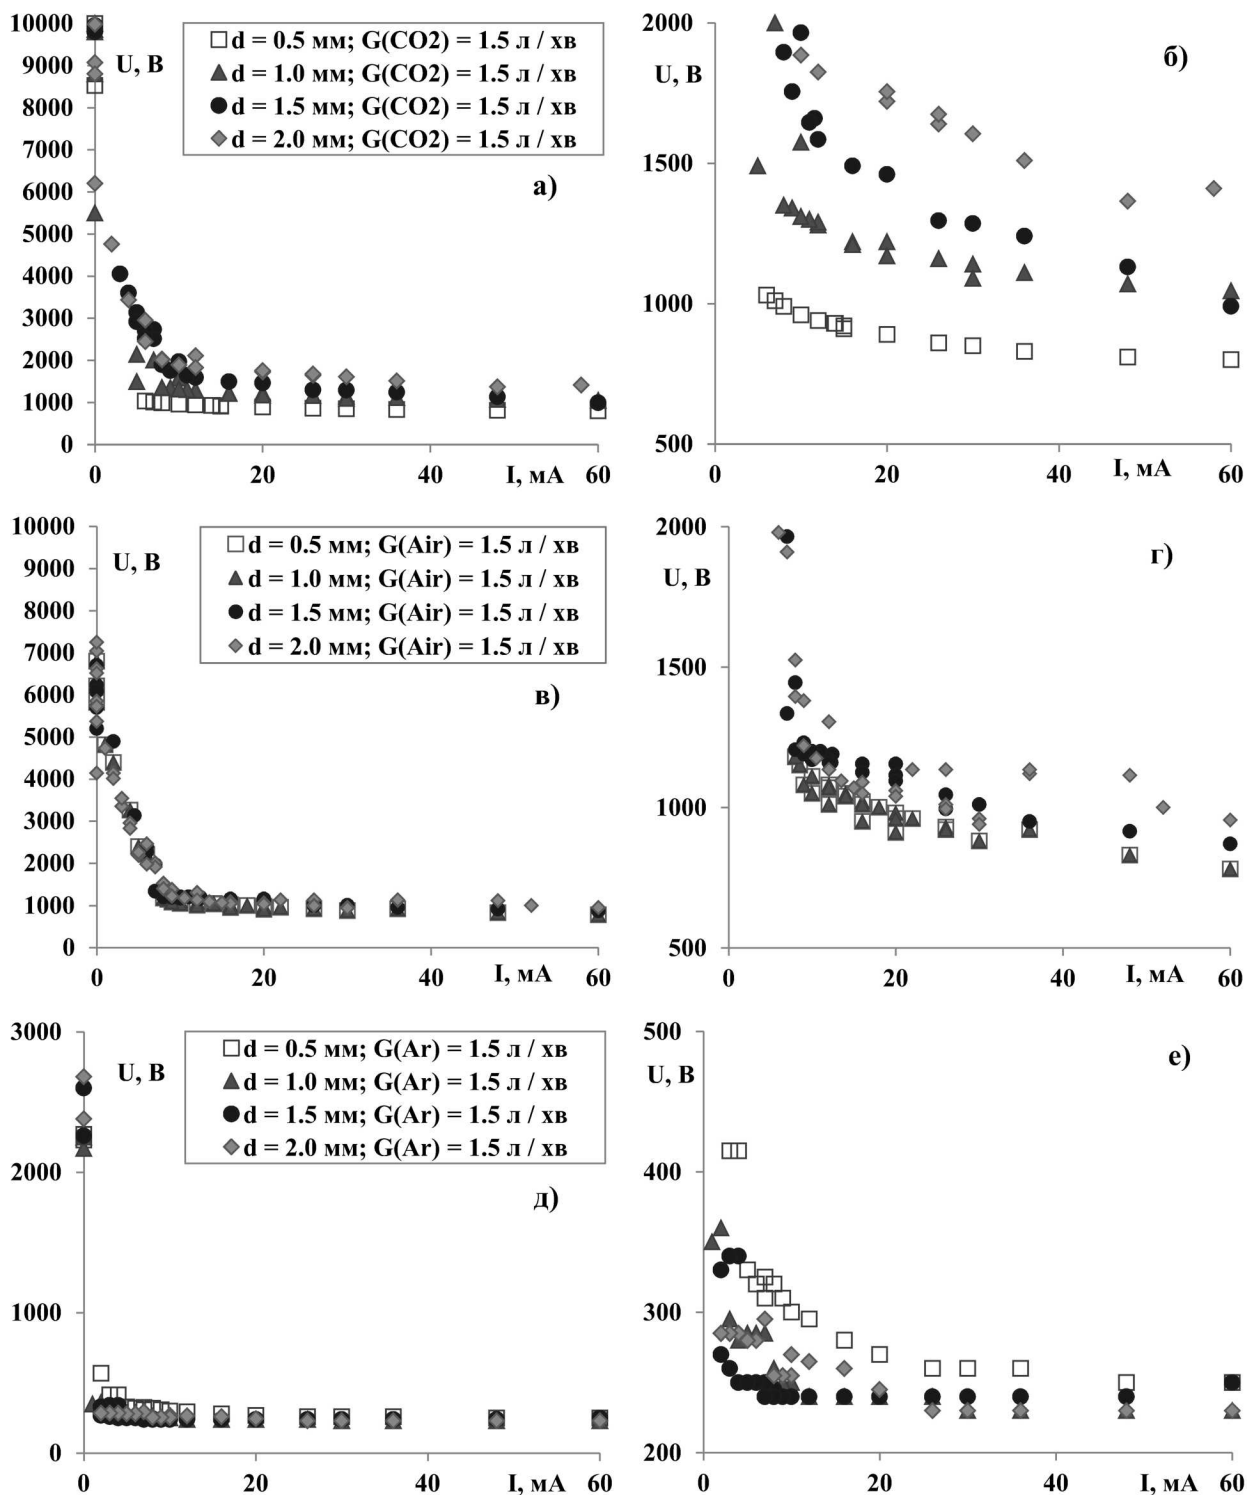 а)
10000
9000
8000
7000
6000
5000
4000
3000
2000
1000
0
U, В
d = 0.5 мм; G(CO2) = 1.5 л / хв
d = 1.0 мм; G(CO2) = 1.5 л / хв
d = 1.5 мм; G(CO2) = 1.5 л / хв
d = 2.0 мм; G(CO2) = 1.5 л / хв
0 20 I, мА 40 60
б)
2000
1500
1000
500
U, В
0 20 40 I, мА 60
в)
10000
9000
8000
7000
6000
5000
4000
3000
2000
1000
0
U, В
d = 0.5 мм; G(Air) = 1.5 л / хв
d = 1.0 мм; G(Air) = 1.5 л / хв
d = 1.5 мм; G(Air) = 1.5 л / хв
d = 2.0 мм; G(Air) = 1.5 л / хв
0 20 40 I, мА 60
г)
2000
1500
1000
500
U, В
0 20 40 I, мА 60
д)
3000
2000
1000
0
U, В
d = 0.5 мм; G(Ar) = 1.5 л / хв
d = 1.0 мм; G(Ar) = 1.5 л / хв
d = 1.5 мм; G(Ar) = 1.5 л / хв
d = 2.0 мм; G(Ar) = 1.5 л / хв
0 20 40 I, мА 60
е)
500
400
300
200
U, В
0 20 40 I, мА 60